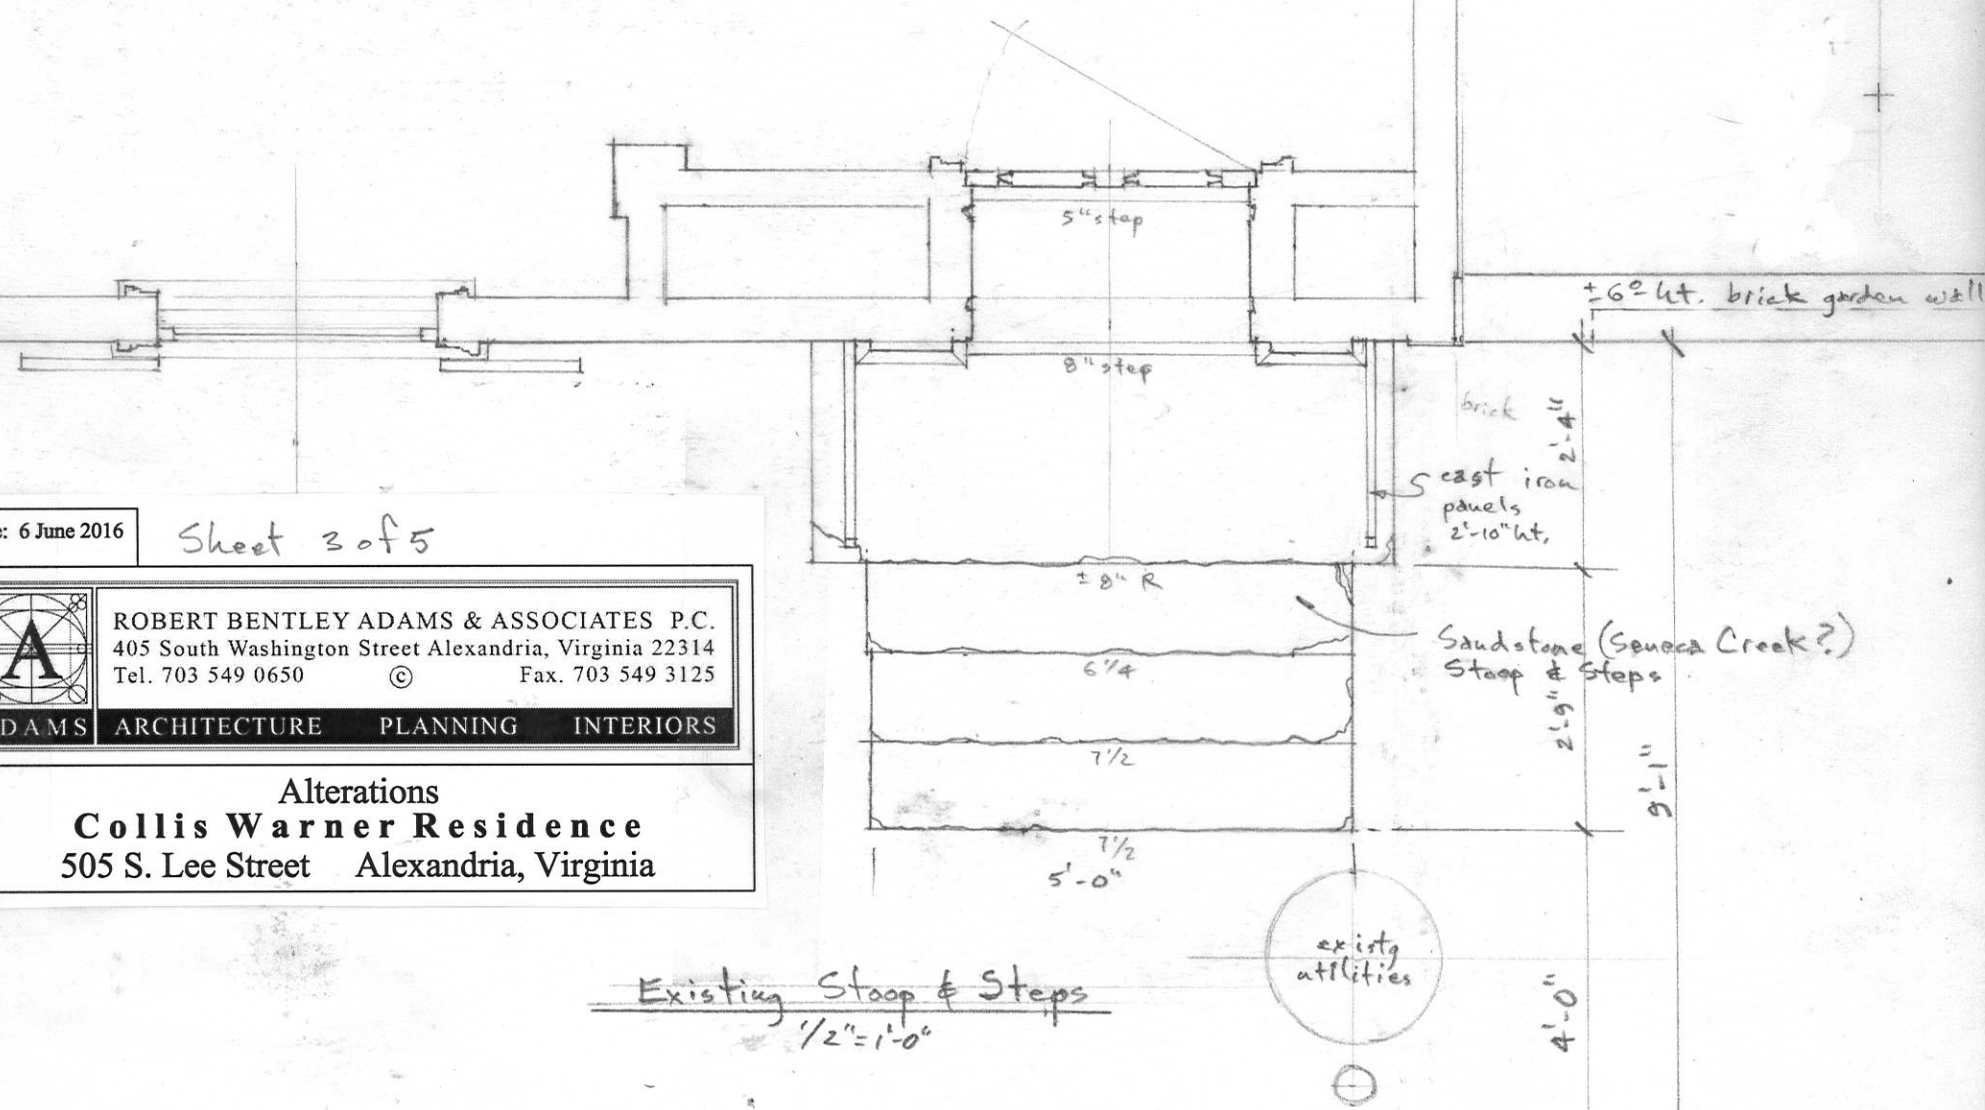 5" step
± 6° ht. brick garden wall
8" step
brick
2'-4"
cast iron
panels
2'-10" ht.
: 6 June 2016
Sheet 3 of 5
± 8" R
ROBERT BENTLEY ADAMS & ASSOCIATES P.C.
405 South Washington Street Alexandria, Virginia 22314
Tel. 703 549 0650 © Fax. 703 549 3125
A
DAMS ARCHITECTURE PLANNING INTERIORS
Sandstone (Seneca Creek?)
Stoop & Steps
6 1/4
2'-9"
7 1/2
9'-1"
Alterations
Collis Warner Residence
505 S. Lee Street Alexandria, Virginia
7 1/2
5'-0"
existg
utilities
Existing Stoop & Steps
1/2"=1'-0"
4'-0"